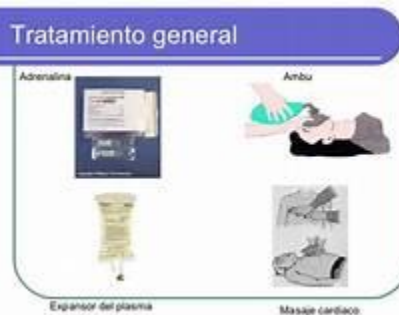 Tratamiento general
Adrenalina
Ambu
Expansor del plasma
Masaje cardiaco